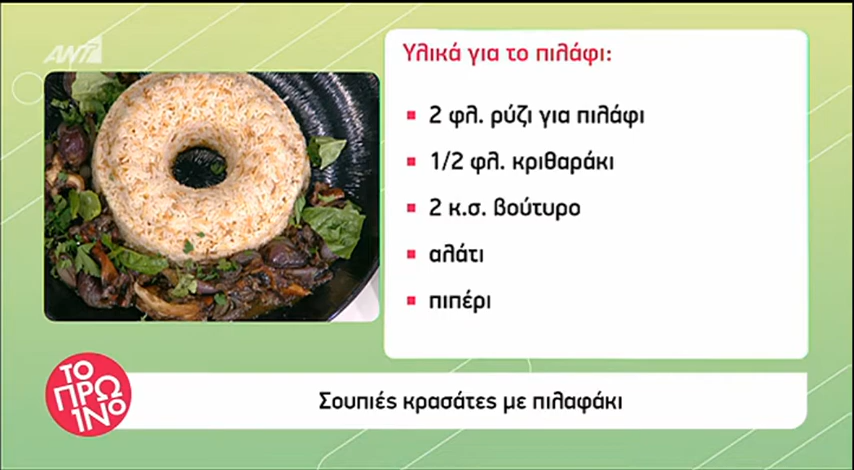 ΑΝΤ1
Υλικά για το πιλάφι:
2 φλ. ρύζι για πιλάφι
1/2 φλ. κριθαράκι
2 κ.σ. βούτυρο
αλάτι
πιπέρι
ΤΟ
ΠΡΩ
ΙΝΟ
Σουπιές κρασάτες με πιλαφάκι